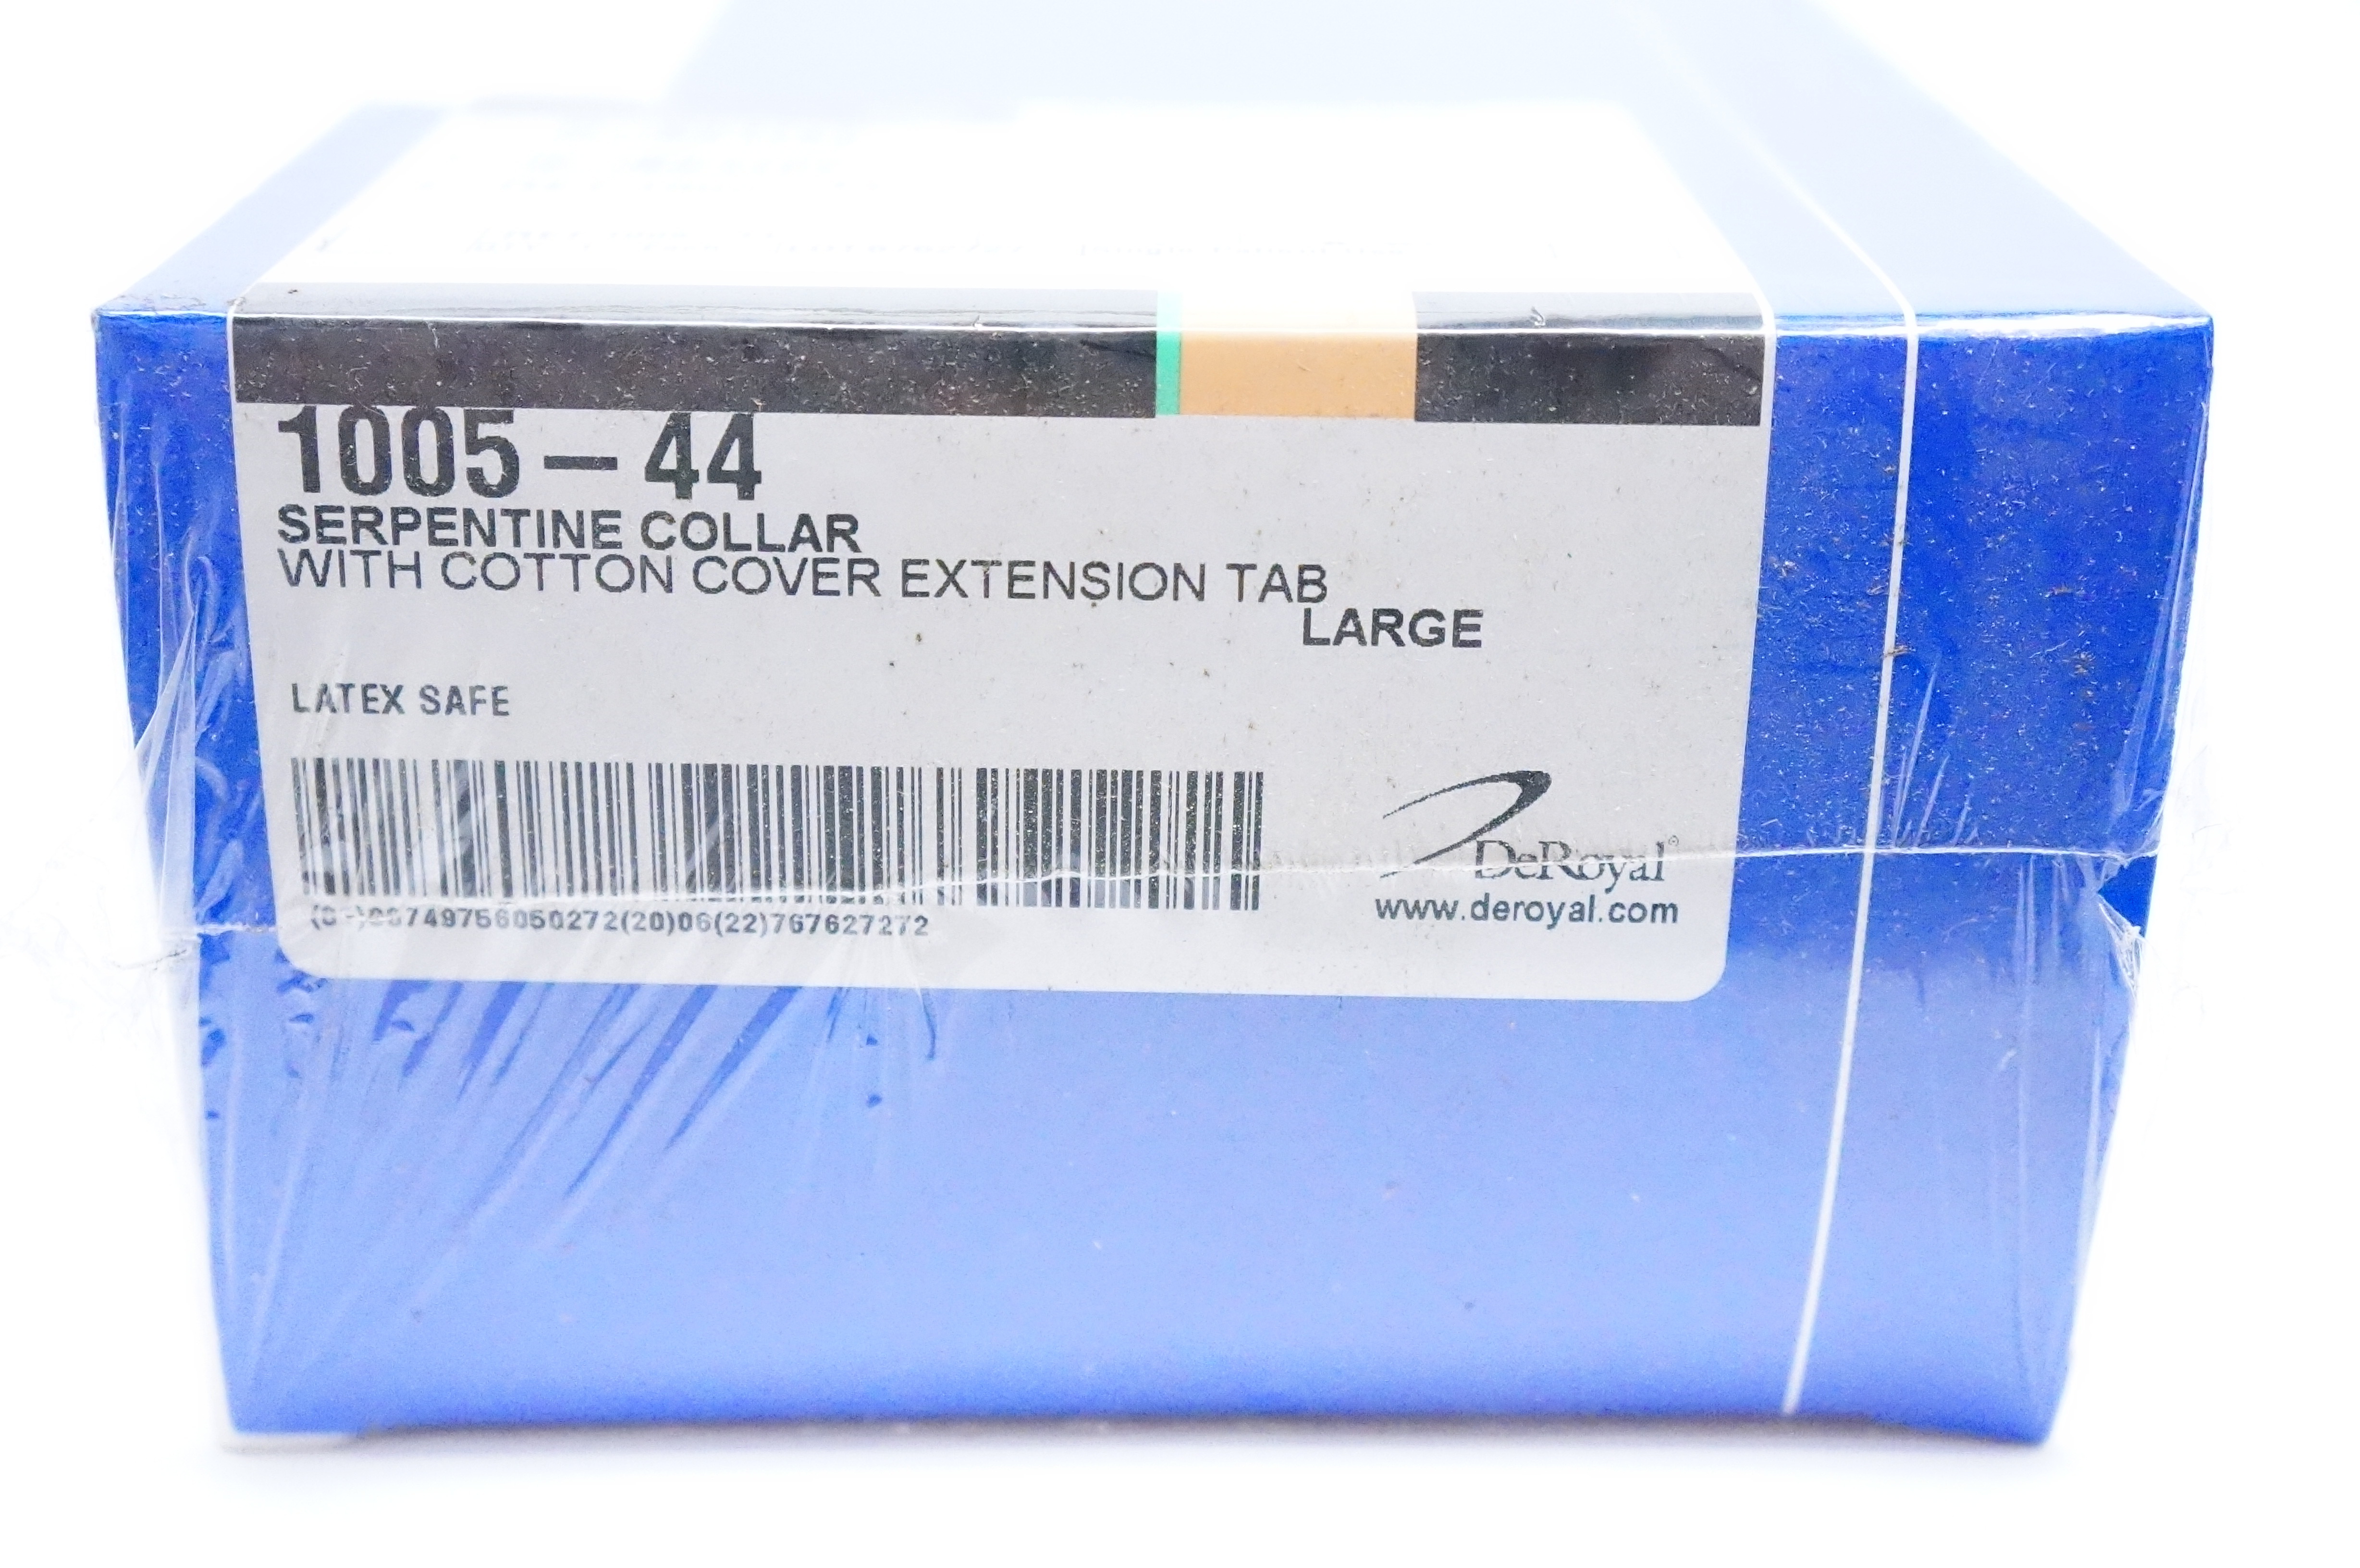 1005-44
SERPENTINE COLLAR
WITH COTTON COVER EXTENSION TAB
LARGE
LATEX SAFE
DeRoyal®
www.deroyal.com